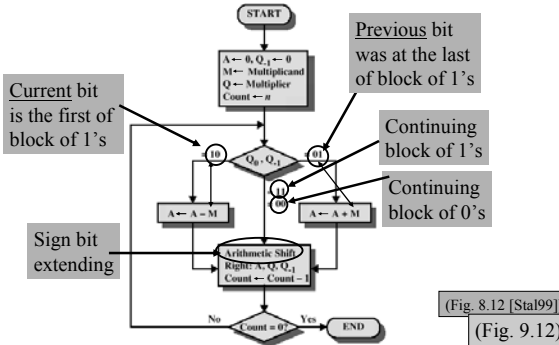 START
Previous bit
was at the last
of block of 1's
A ← 0, Q-1 ← 0
M ← Multiplicand
Q ← Multiplier
Count ← n
Current bit
is the first of
block of 1's
= 10
Q0, Q-1
= 01
Continuing
block of 1's
= 11
= 00
Continuing
block of 0's
A ← A − M
A ← A + M
Sign bit
extending
Arithmetic Shift
Right: A, Q, Q-1
Count ← Count − 1
(Fig. 8.12 [Stal99])
(Fig. 9.12)
No
Count = 0?
Yes
END